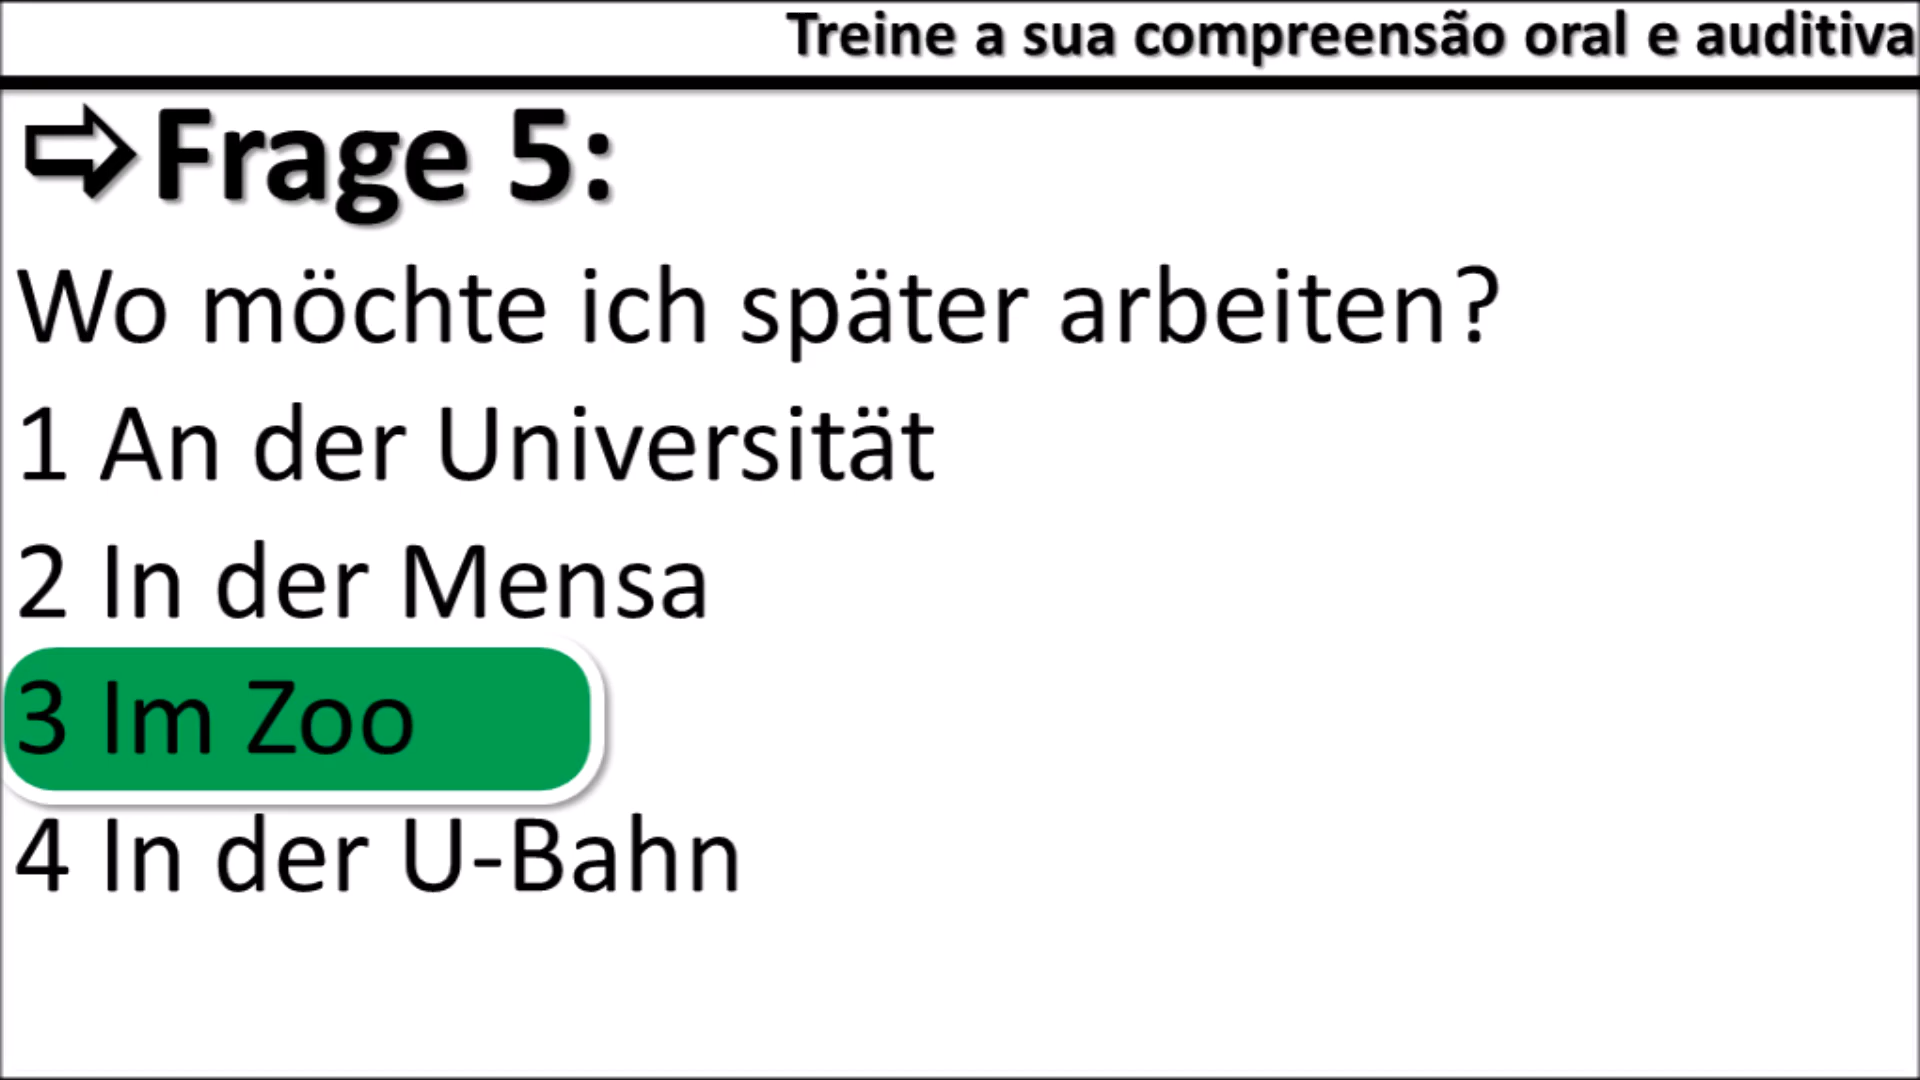 Treine a sua compreensão oral e auditiva
⇨Frage 5:
Wo möchte ich später arbeiten?
1 An der Universität
2 In der Mensa
3 Im Zoo
4 In der U-Bahn